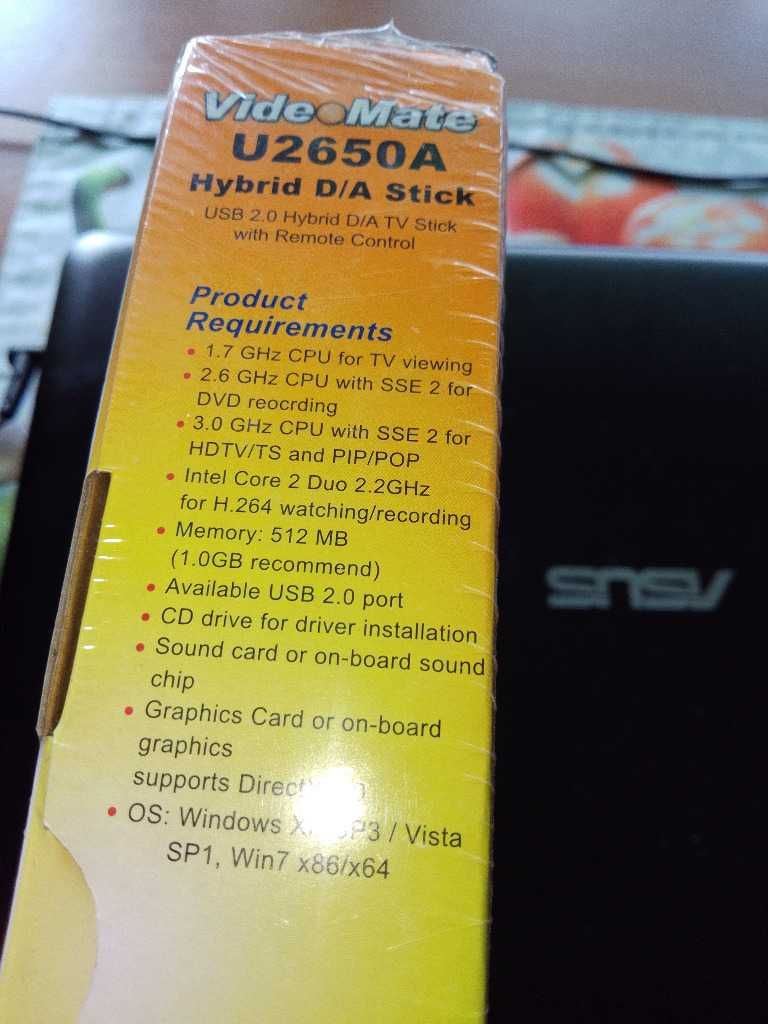 VideoMate
U2650A
Hybrid D/A Stick
USB 2.0 Hybrid D/A TV Stick
with Remote Control
Product
Requirements
• 1.7 GHz CPU for TV viewing
• 2.6 GHz CPU with SSE 2 for
DVD reocrding
• 3.0 GHz CPU with SSE 2 for
HDTV/TS and PIP/POP
• Intel Core 2 Duo 2.2GHz
for H.264 watching/recording
• Memory: 512 MB
(1.0GB recommend)
• Available USB 2.0 port
• CD drive for driver installation
• Sound card or on-board sound
chip
• Graphics Card or on-board
graphics
supports
• OS: Windows / Vista
SP1, Win7 x86/x64
ASUS